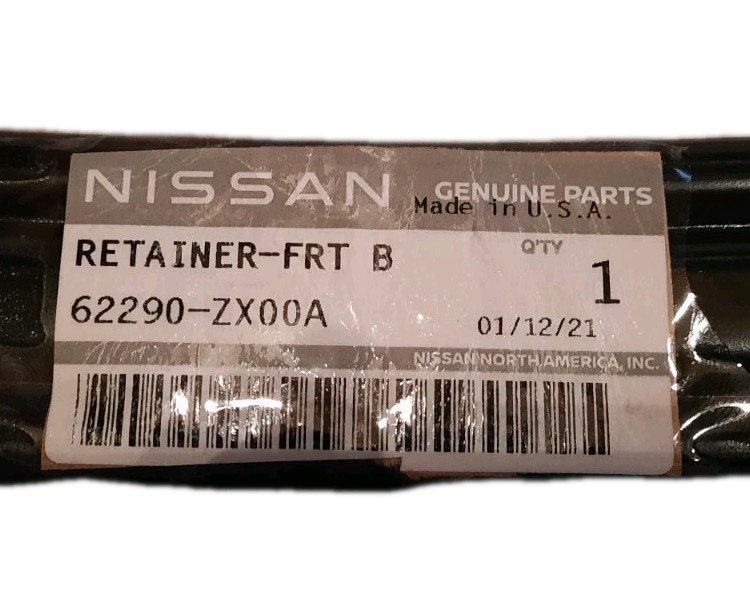 NISSAN GENUINE PARTS
Made in U.S.A.
RETAINER-FRT B Q'TY
1
62290-ZX00A
01/12/21
NISSAN NORTH AMERICA, INC.